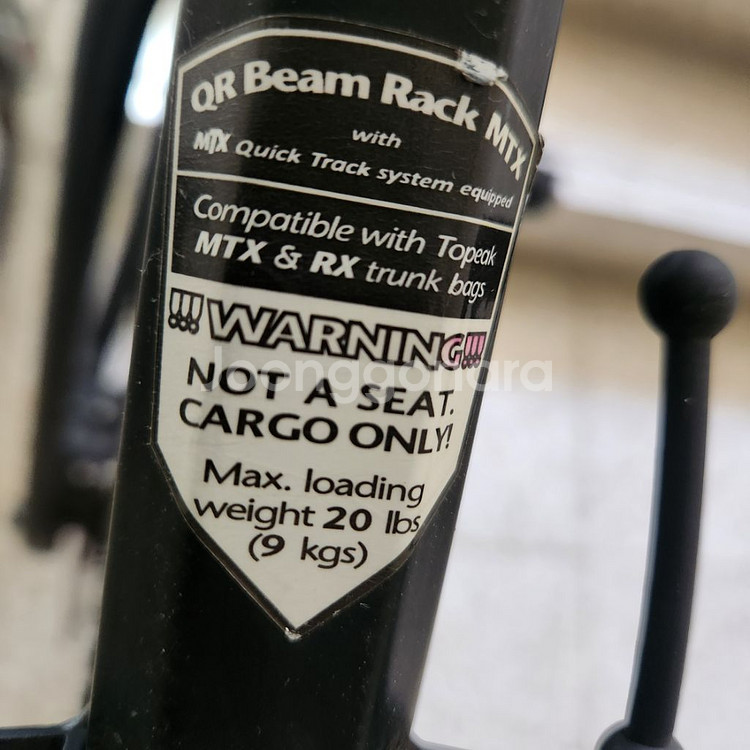 QR Beam Rack MTX
with
MTX Quick Track system equipped
Compatible with Topeak
MTX & RX trunk bags
!!!WARNING!!!
NOT A SEAT.
CARGO ONLY!
Max. loading
weight 20 lbs
(9 kgs)
loonggohara